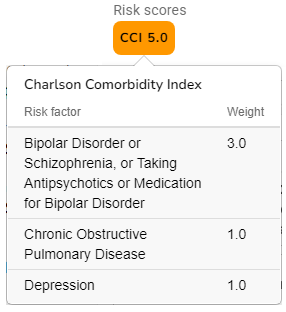 Risk scores
CCI 5.0
Charlson Comorbidity Index
Risk factor Weight
Bipolar Disorder or 3.0
Schizophrenia, or Taking
Antipsychotics or Medication
for Bipolar Disorder
Chronic Obstructive 1.0
Pulmonary Disease
Depression 1.0